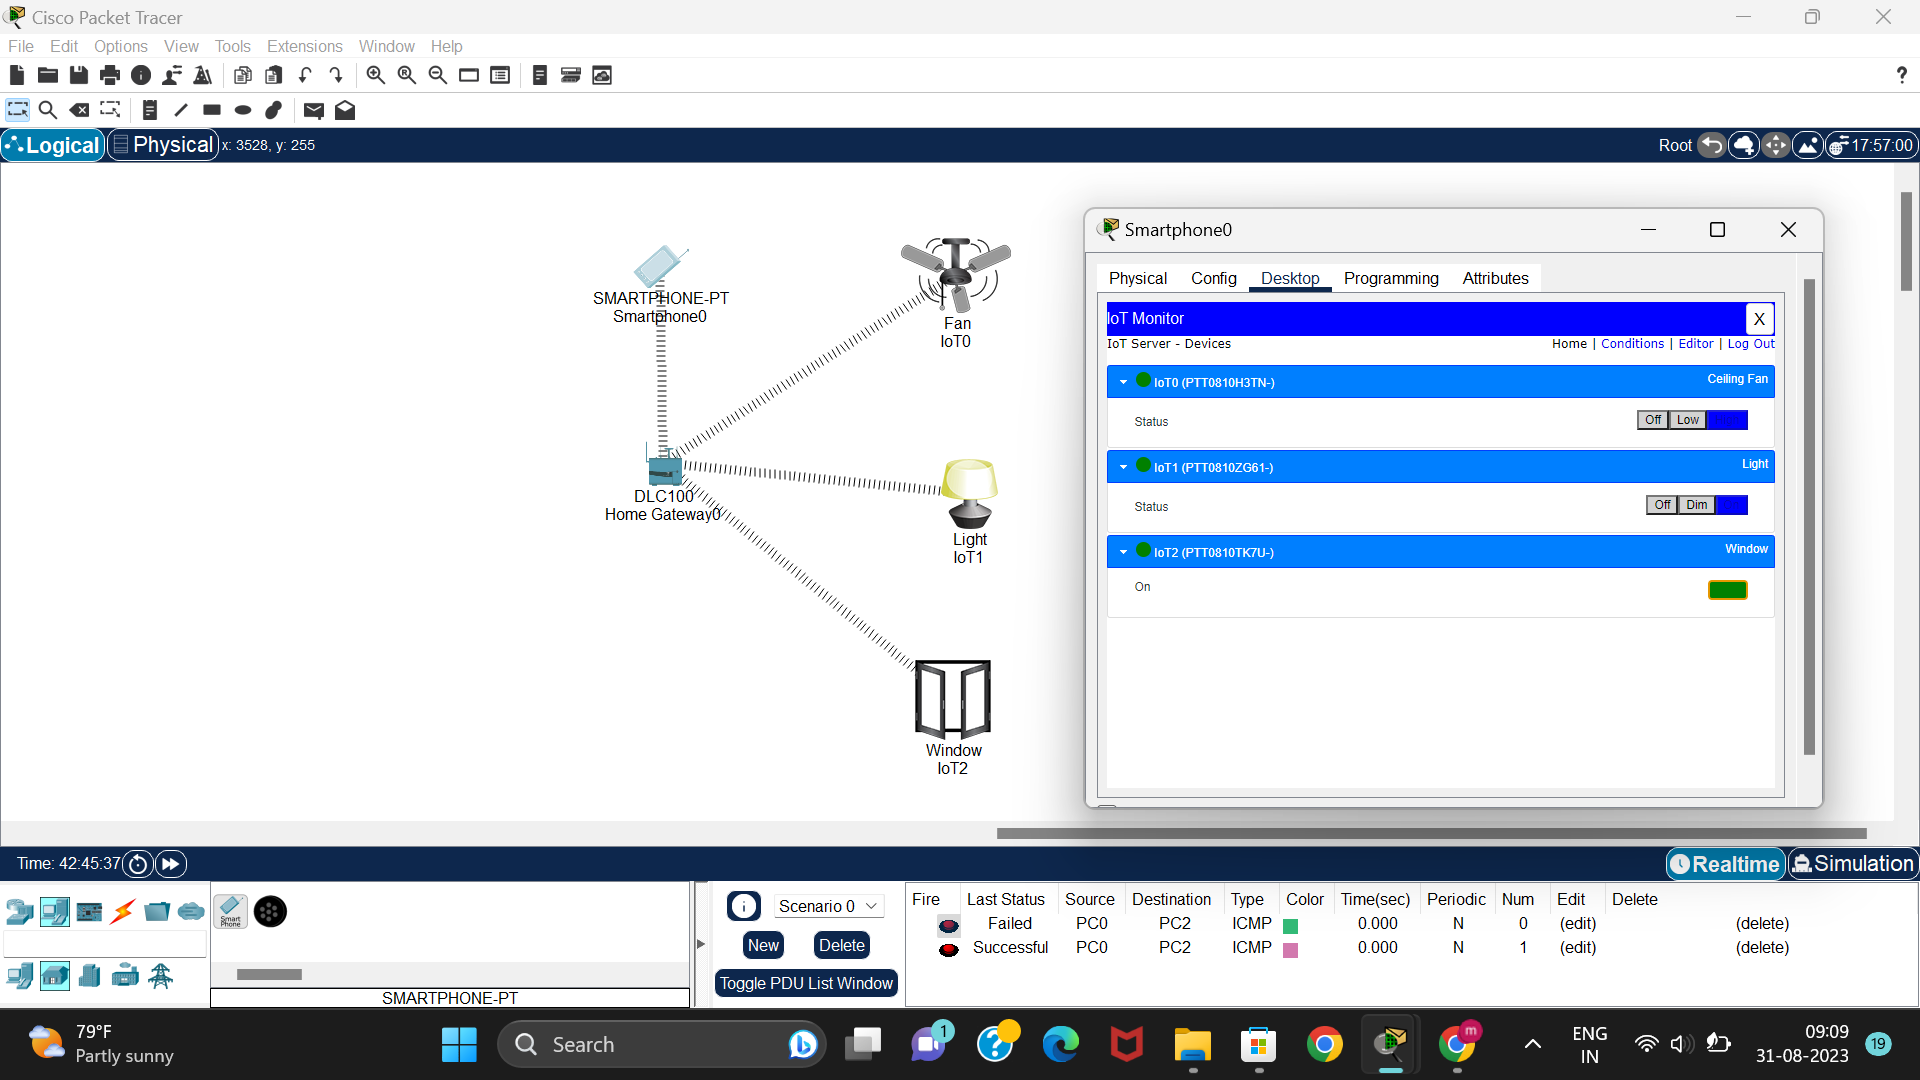 Cisco Packet Tracer
File Edit Options View Tools Extensions Window Help
?
Logical Physical x: 3528, y: 255 Root 17:57:00
SMARTPHONE-PT
Smartphone0
Fan
IoT0
DLC100
Home Gateway0
Light
IoT1
Window
IoT2
Smartphone0
Physical Config Desktop Programming Attributes
IoT Monitor X
IoT Server - Devices Home | Conditions | Editor | Log Out
IoT0 (PTT0810H3TN-) Ceiling Fan
Status Off Low
IoT1 (PTT0810ZG61-) Light
Status Off Dim
IoT2 (PTT0810TK7U-) Window
On
Time: 42:45:37 Realtime Simulation
Smart Phone
SMARTPHONE-PT
Scenario 0
New Delete
Toggle PDU List Window
Fire Last Status Source Destination Type Color Time(sec) Periodic Num Edit Delete
Failed PC0 PC2 ICMP 0.000 N 0 (edit) (delete)
Successful PC0 PC2 ICMP 0.000 N 1 (edit) (delete)
79°F
Partly sunny
Search
1
m
ENG
IN
09:09
31-08-2023
19